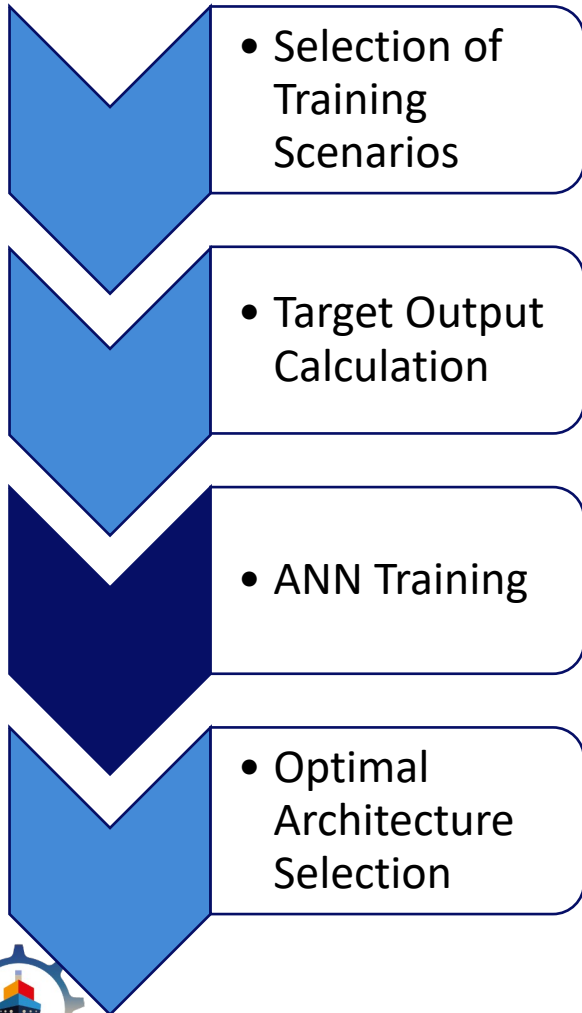 • Selection of
Training
Scenarios
• Target Output
Calculation
• ANN Training
• Optimal
Architecture
Selection